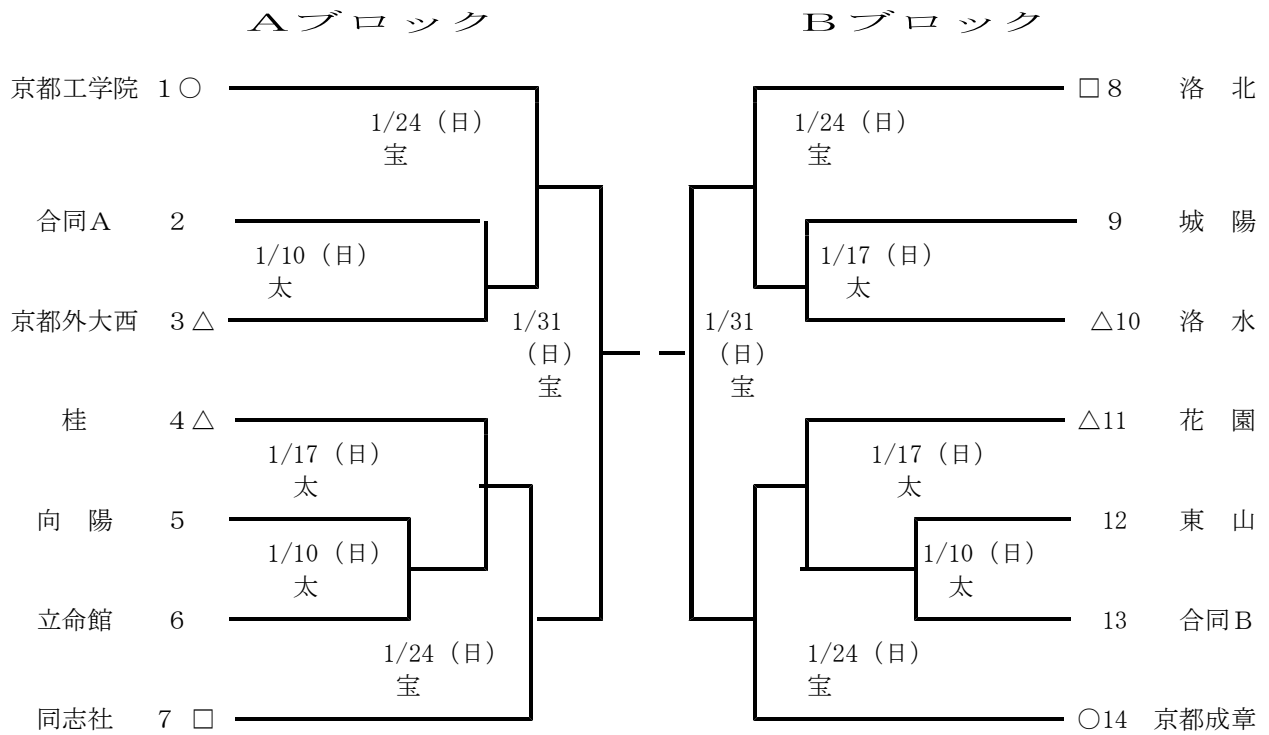 Ａブロック Ｂブロック
京都工学院 １○ □８ 洛 北
1/24（日） 1/24（日）
宝 宝
合同Ａ ２ ９ 城 陽
1/10（日） 1/17（日）
太 太
京都外大西 ３△ △10 洛 水
1/31 1/31
（日） （日）
宝 宝
桂 ４△ △11 花 園
1/17（日） 1/17（日）
太 太
向 陽 ５ 12 東 山
1/10（日） 1/10（日）
太 太
立命館 ６ 13 合同Ｂ
1/24（日） 1/24（日）
宝 宝
同志社 ７ □ ○14 京都成章